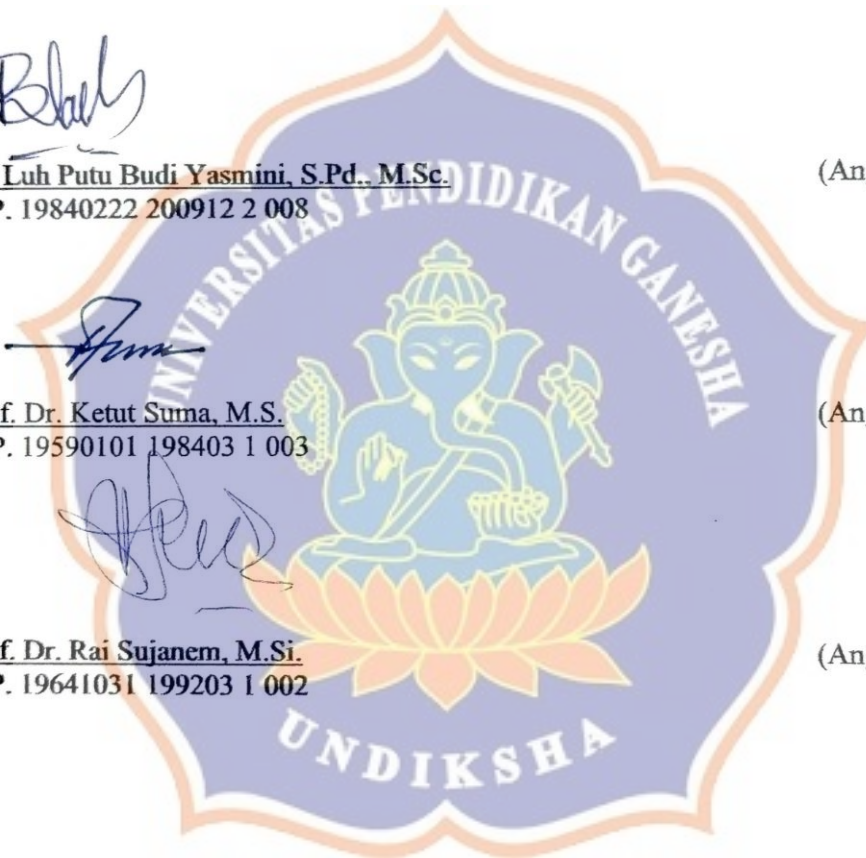 Luh Putu Budi Yasmini, S.Pd., M.Sc. (An
P. 19840222 200912 2 008
f. Dr. Ketut Suma, M.S. (An
P. 19590101 198403 1 003
f. Dr. Rai Sujanem, M.Si. (An
P. 19641031 199203 1 002
UNIVERSITAS PENDIDIKAN GANESHA
UNDIKSHA